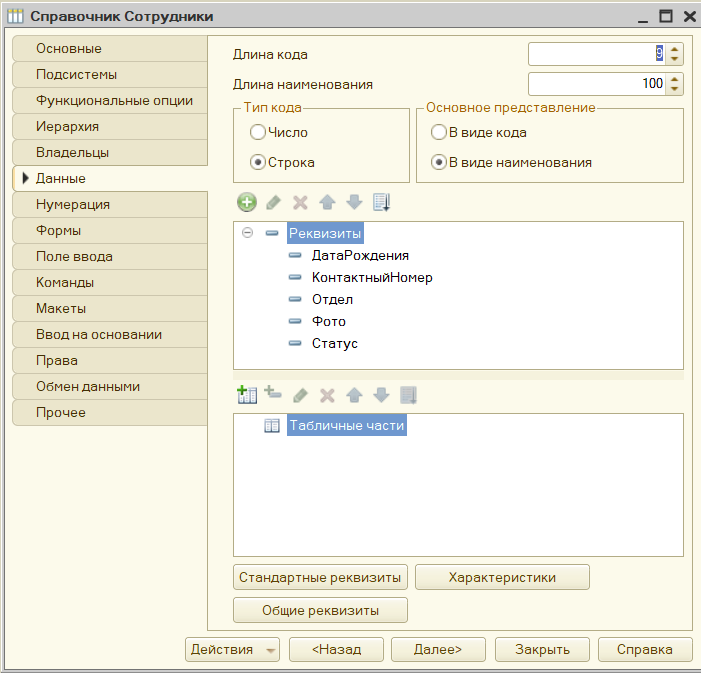 Справочник Сотрудники
Основные
Подсистемы
Функциональные опции
Иерархия
Владельцы
Данные
Нумерация
Формы
Поле ввода
Команды
Макеты
Ввод на основании
Права
Обмен данными
Прочее
Длина кода 9
Длина наименования 100
Тип кода
Число
Строка
Основное представление
В виде кода
В виде наименования
Реквизиты
ДатаРождения
КонтактныйНомер
Отдел
Фото
Статус
Табличные части
Стандартные реквизиты Характеристики
Общие реквизиты
Действия <Назад Далее> Закрыть Справка